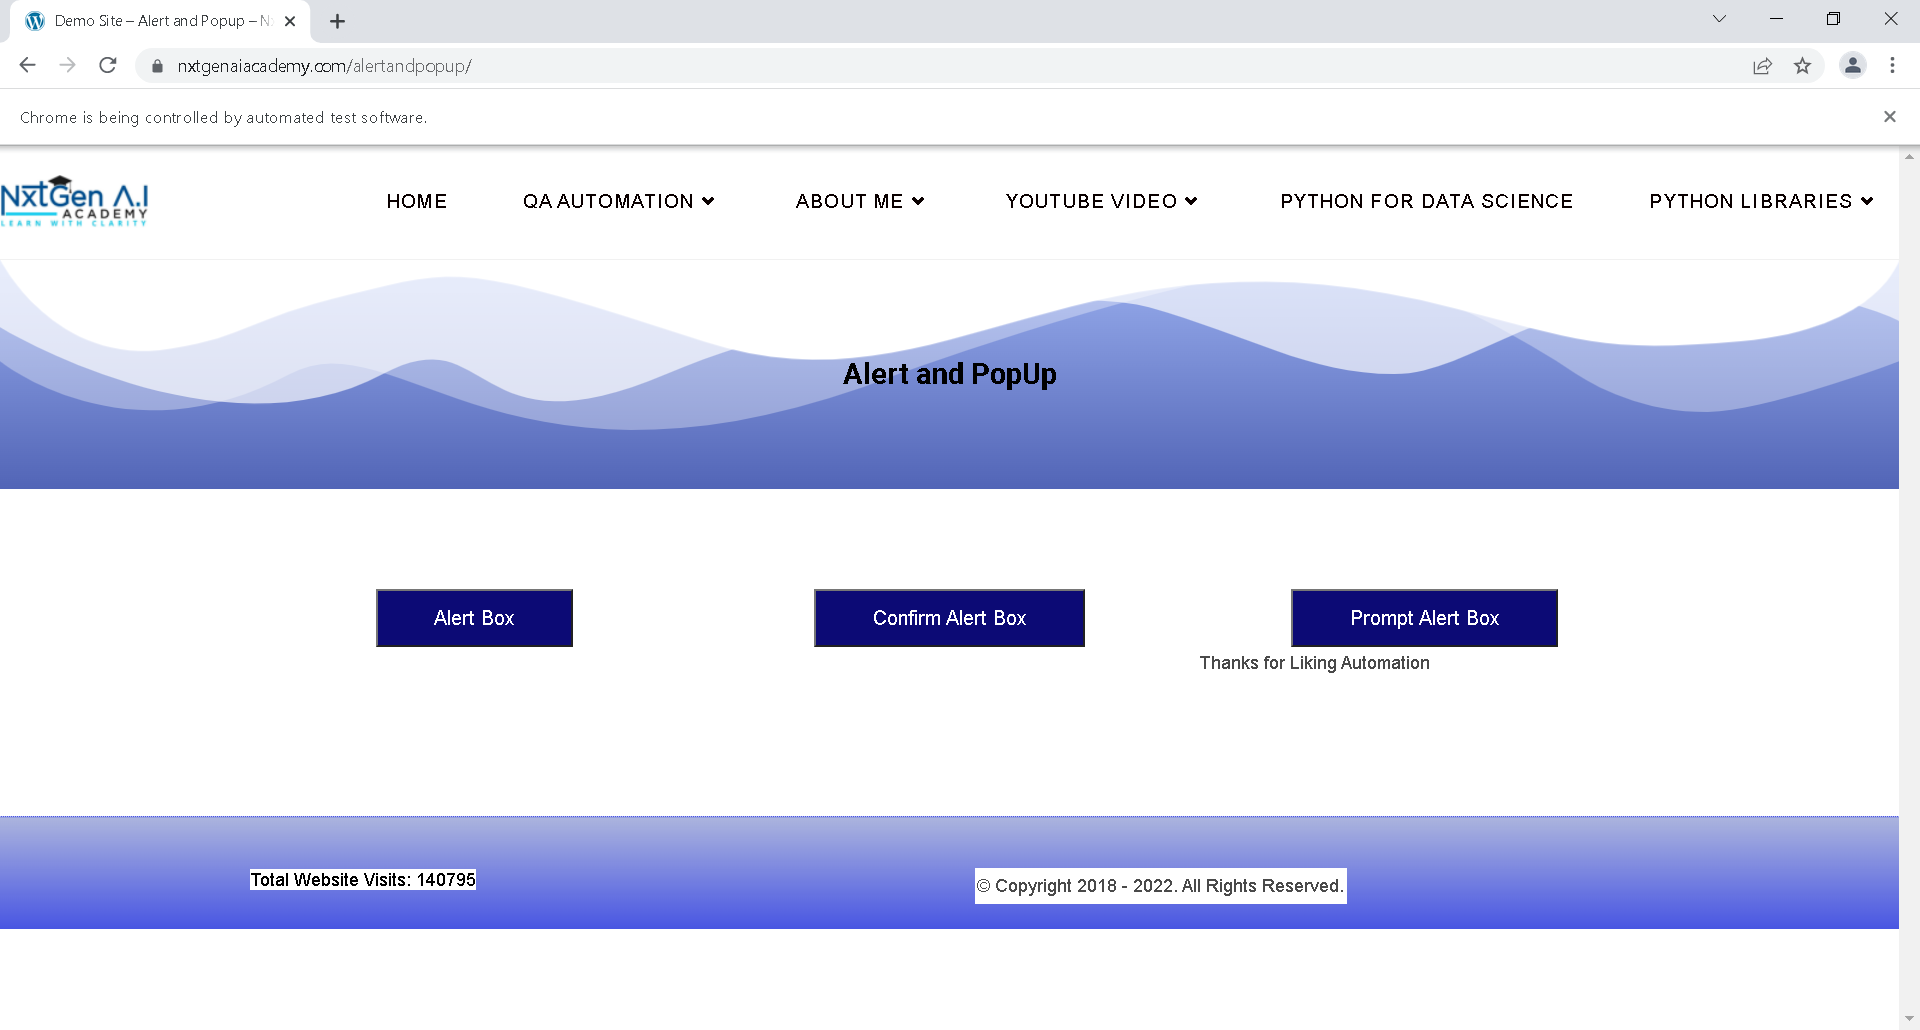 Demo Site – Alert and Popup – N
nxtgenaiacademy.com/alertandpopup/
Chrome is being controlled by automated test software.
NxtGen A.I
ACADEMY
LEARN WITH CLARITY
HOME QA AUTOMATION ABOUT ME YOUTUBE VIDEO PYTHON FOR DATA SCIENCE PYTHON LIBRARIES
Alert and PopUp
Alert Box Confirm Alert Box Prompt Alert Box
Thanks for Liking Automation
Total Website Visits: 140795
© Copyright 2018 - 2022. All Rights Reserved.